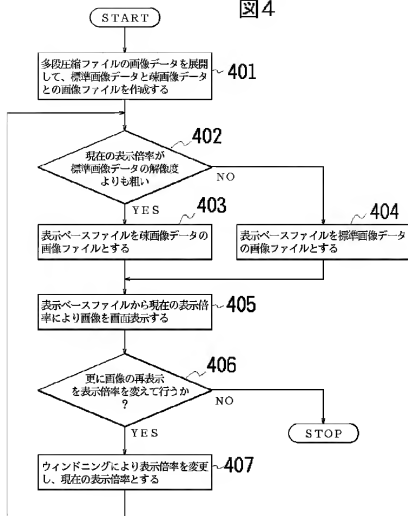 図4
START
多段圧縮ファイルの画像データを展開
して、標準画像データと疎画像データ
との画像ファイルを作成する
401
402
現在の表示倍率が
標準画像データの解像度
よりも粗い
NO
YES
403
404
表示ベースファイルを疎画像データの
画像ファイルとする
表示ベースファイルを標準画像データ
の画像ファイルとする
表示ベースファイルから現在の表示倍
率により画像を画面表示する
405
406
更に画像の再表示
を表示倍率を変えて行うか
?
NO
YES
STOP
ウィンドニングにより表示倍率を変更
し、現在の表示倍率とする
407